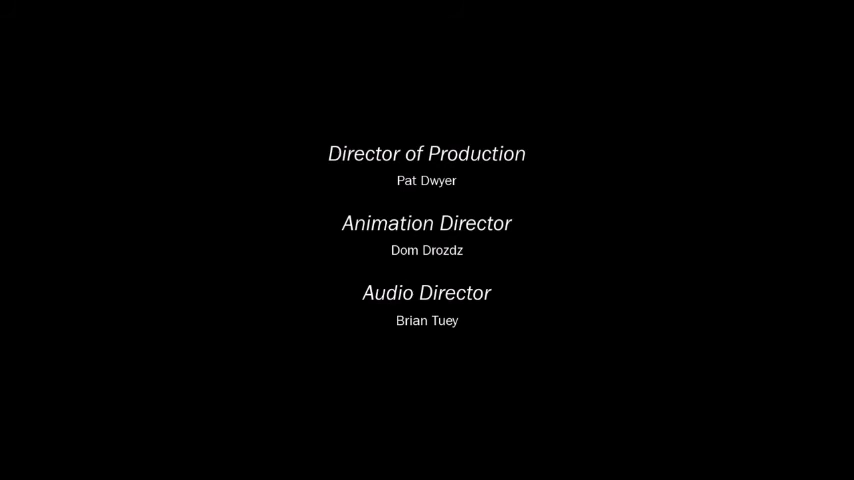 Director of Production
Pat Dwyer
Animation Director
Dom Drozdz
Audio Director
Brian Tuey